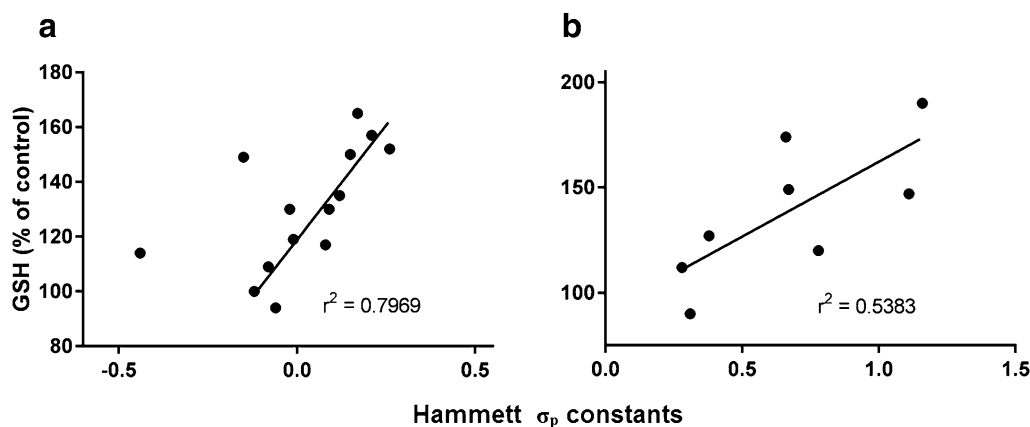 a
b
GSH (% of control)
180
160
140
120
100
80
-0.5
0.0
0.5
r² = 0.7969
200
150
100
0.0
0.5
1.0
1.5
r² = 0.5383
Hammett σₚ constants